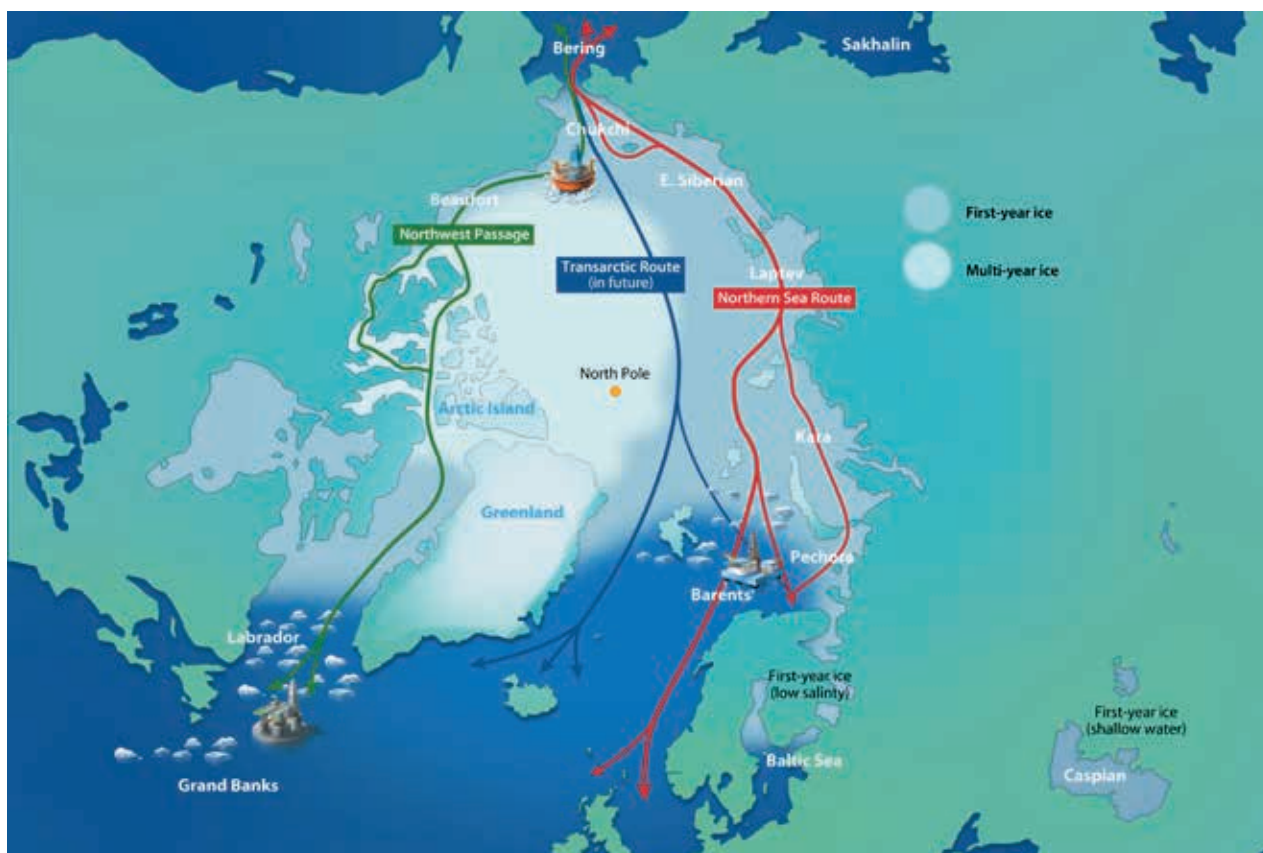 Bering
Sakhalin
Chukchi
E. Siberian
Beaufort
First-year ice
Northwest Passage
Multi-year ice
Transarctic Route
(in future)
Laptev
Northern Sea Route
North Pole
Arctic Island
Kara
Greenland
Pechora
Barents
Labrador
First-year ice
(low salinty)
First-year ice
(shallow water)
Baltic Sea
Caspian
Grand Banks